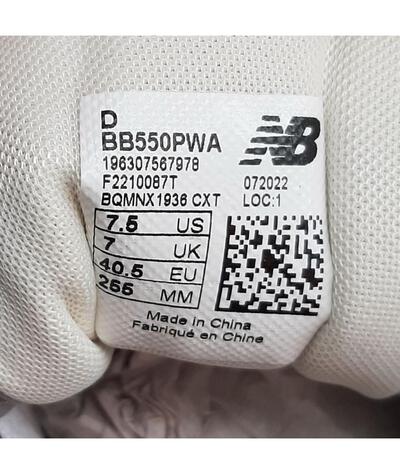 D
BB550PWA
NB
196307567978
F2210087T 072022
BQMNX1936 CXT LOC:1
7.5 US
7 UK
40.5 EU
255 MM
Made in China
Fabriqué en Chine